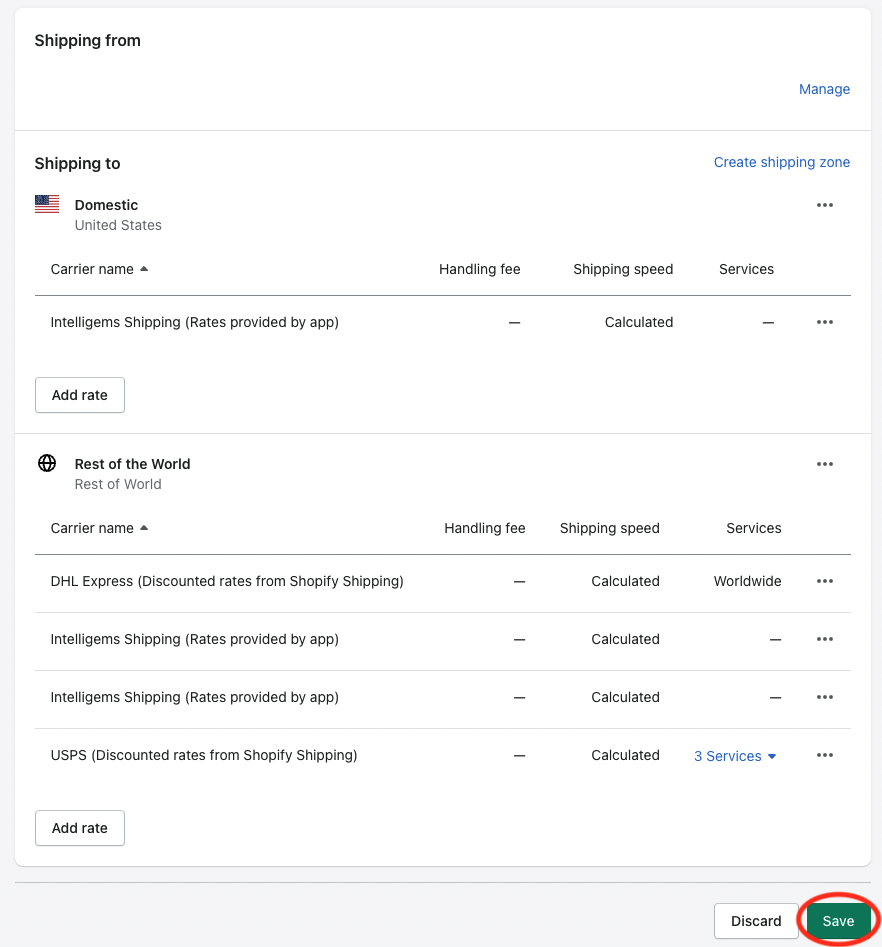 Shipping from
Manage
Shipping to
Create shipping zone
Domestic
United States
Carrier name Handling fee Shipping speed Services
Intelligems Shipping (Rates provided by app) — Calculated —
Add rate
Rest of the World
Rest of World
Carrier name Handling fee Shipping speed Services
DHL Express (Discounted rates from Shopify Shipping) — Calculated Worldwide
Intelligems Shipping (Rates provided by app) — Calculated —
Intelligems Shipping (Rates provided by app) — Calculated —
USPS (Discounted rates from Shopify Shipping) — Calculated 3 Services
Add rate
Discard Save